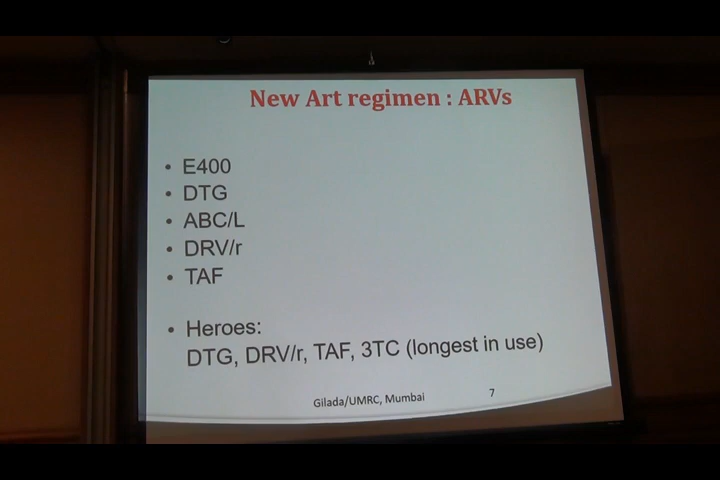 New Art regimen : ARVs
• E400
• DTG
• ABC/L
• DRV/r
• TAF
• Heroes:
DTG, DRV/r, TAF, 3TC (longest in use)
Gilada/UMRC, Mumbai
7